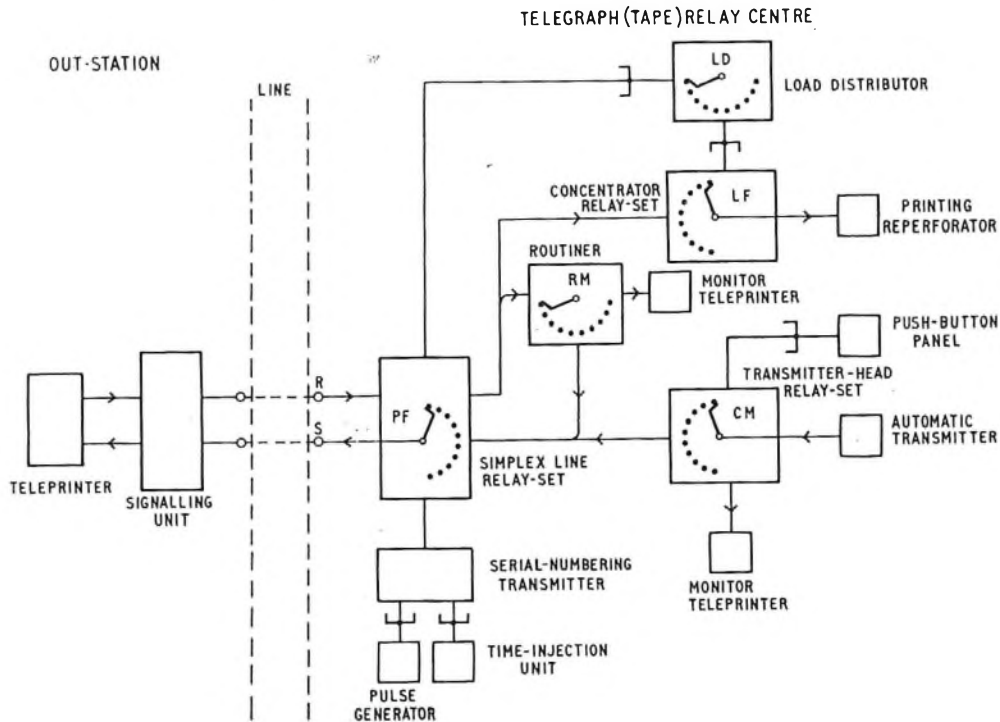 TELEGRAPH (TAPE) RELAY CENTRE
OUT-STATION
LINE
LD
LOAD DISTRIBUTOR
CONCENTRATOR
RELAY-SET
LF
PRINTING
REPERFORATOR
ROUTINER
RM
MONITOR
TELEPRINTER
PUSH-BUTTON
PANEL
TRANSMITTER-HEAD
RELAY-SET
R
PF
CM
AUTOMATIC
TRANSMITTER
S
SIMPLEX LINE
RELAY-SET
TELEPRINTER
SIGNALLING
UNIT
SERIAL-NUMBERING
TRANSMITTER
MONITOR
TELEPRINTER
TIME-INJECTION
UNIT
PULSE
GENERATOR